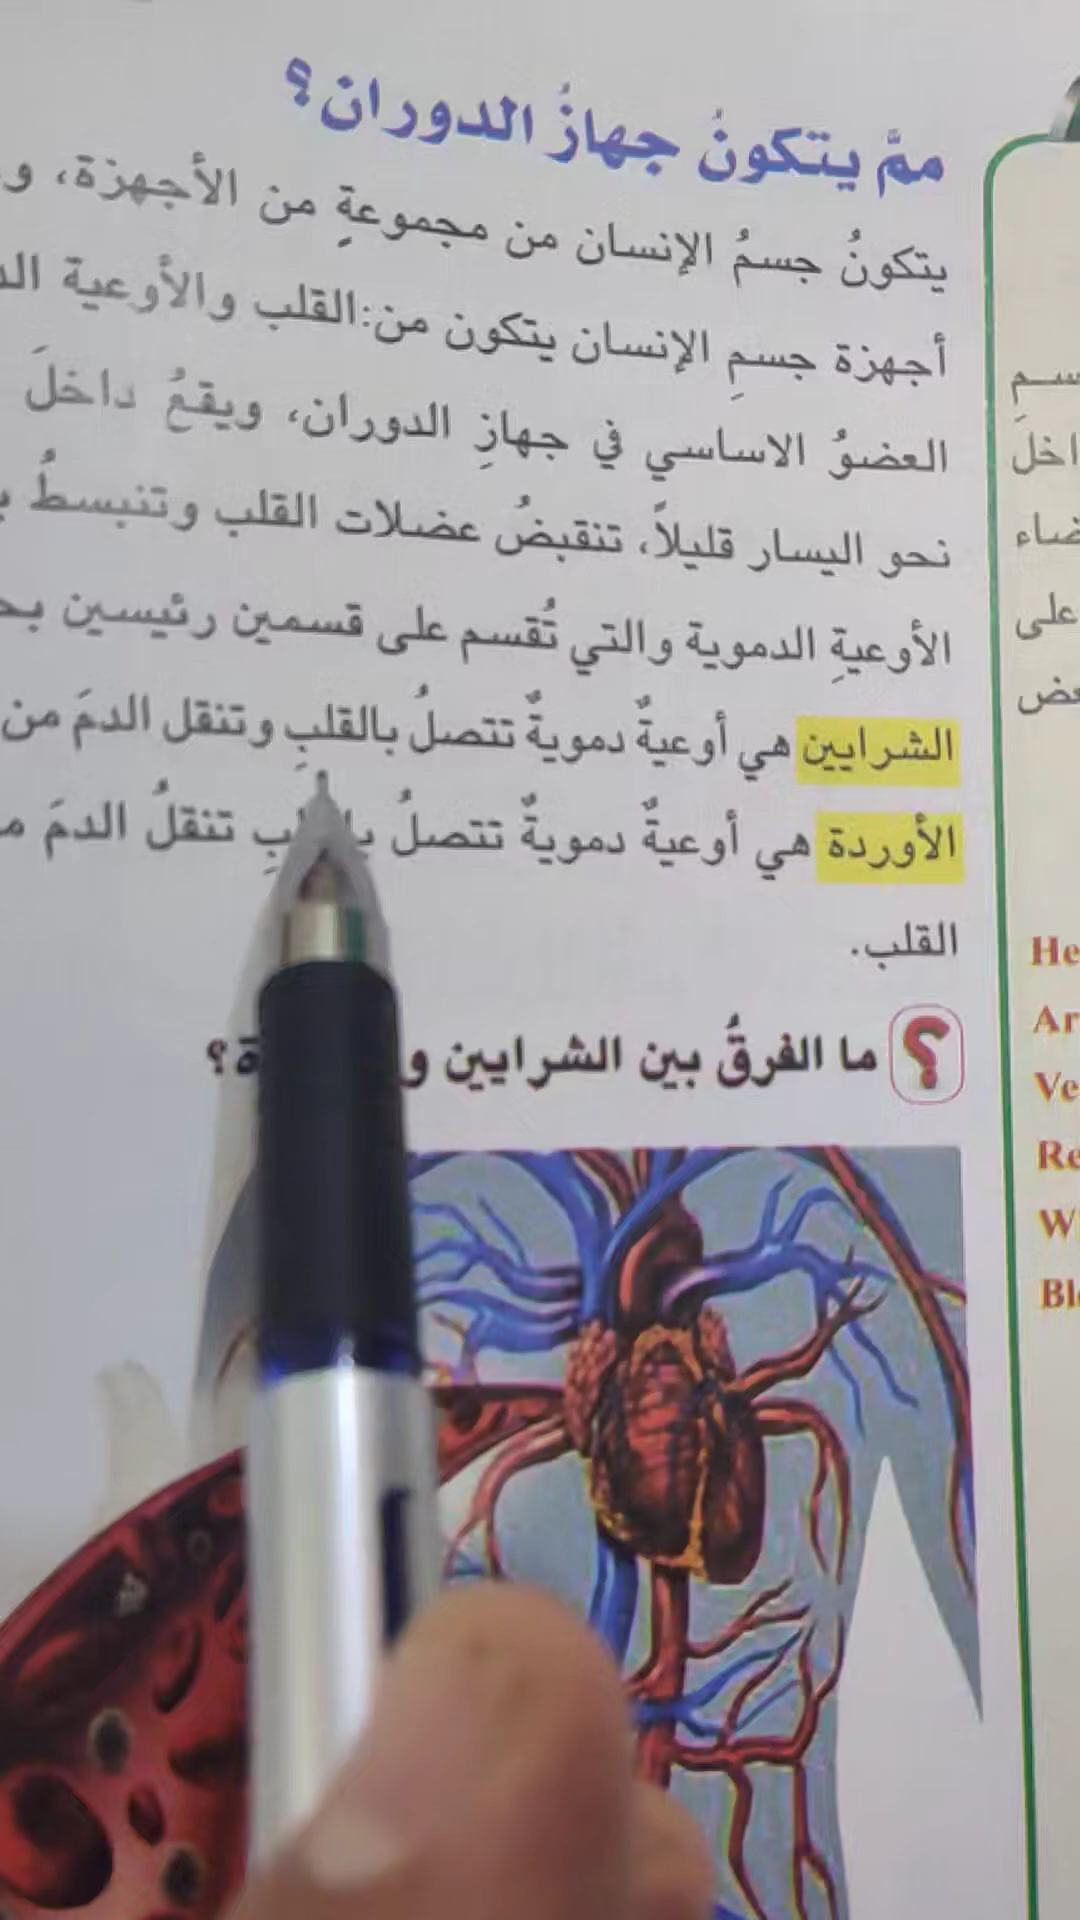 ممَّ يتكونُ جهازُ الدوران؟
يتكونُ جسمُ الإنسان من مجموعةٍ من الأجهزة، و
أجهزة جسمِ الإنسان يتكون من:القلب والأوعية
العضوُ الاساسي في جهازِ الدوران، ويقعُ داخلَ
نحو اليسار قليلاً، تنقبضُ عضلات القلب وتنبسطُ
الأوعيةِ الدموية والتي تُقسم على قسمين رئيسين
الشرايين هي أوعيةٌ دمويةٌ تتصلُ بالقلبِ وتنقل الدمَ من
الأوردة هي أوعيةٌ دمويةٌ تتصلُ تنقلُ الدمَ
القلب.
؟ ما الفرقُ بين الشرايين و
على
He
Ar
Ve
Re
W
Bl